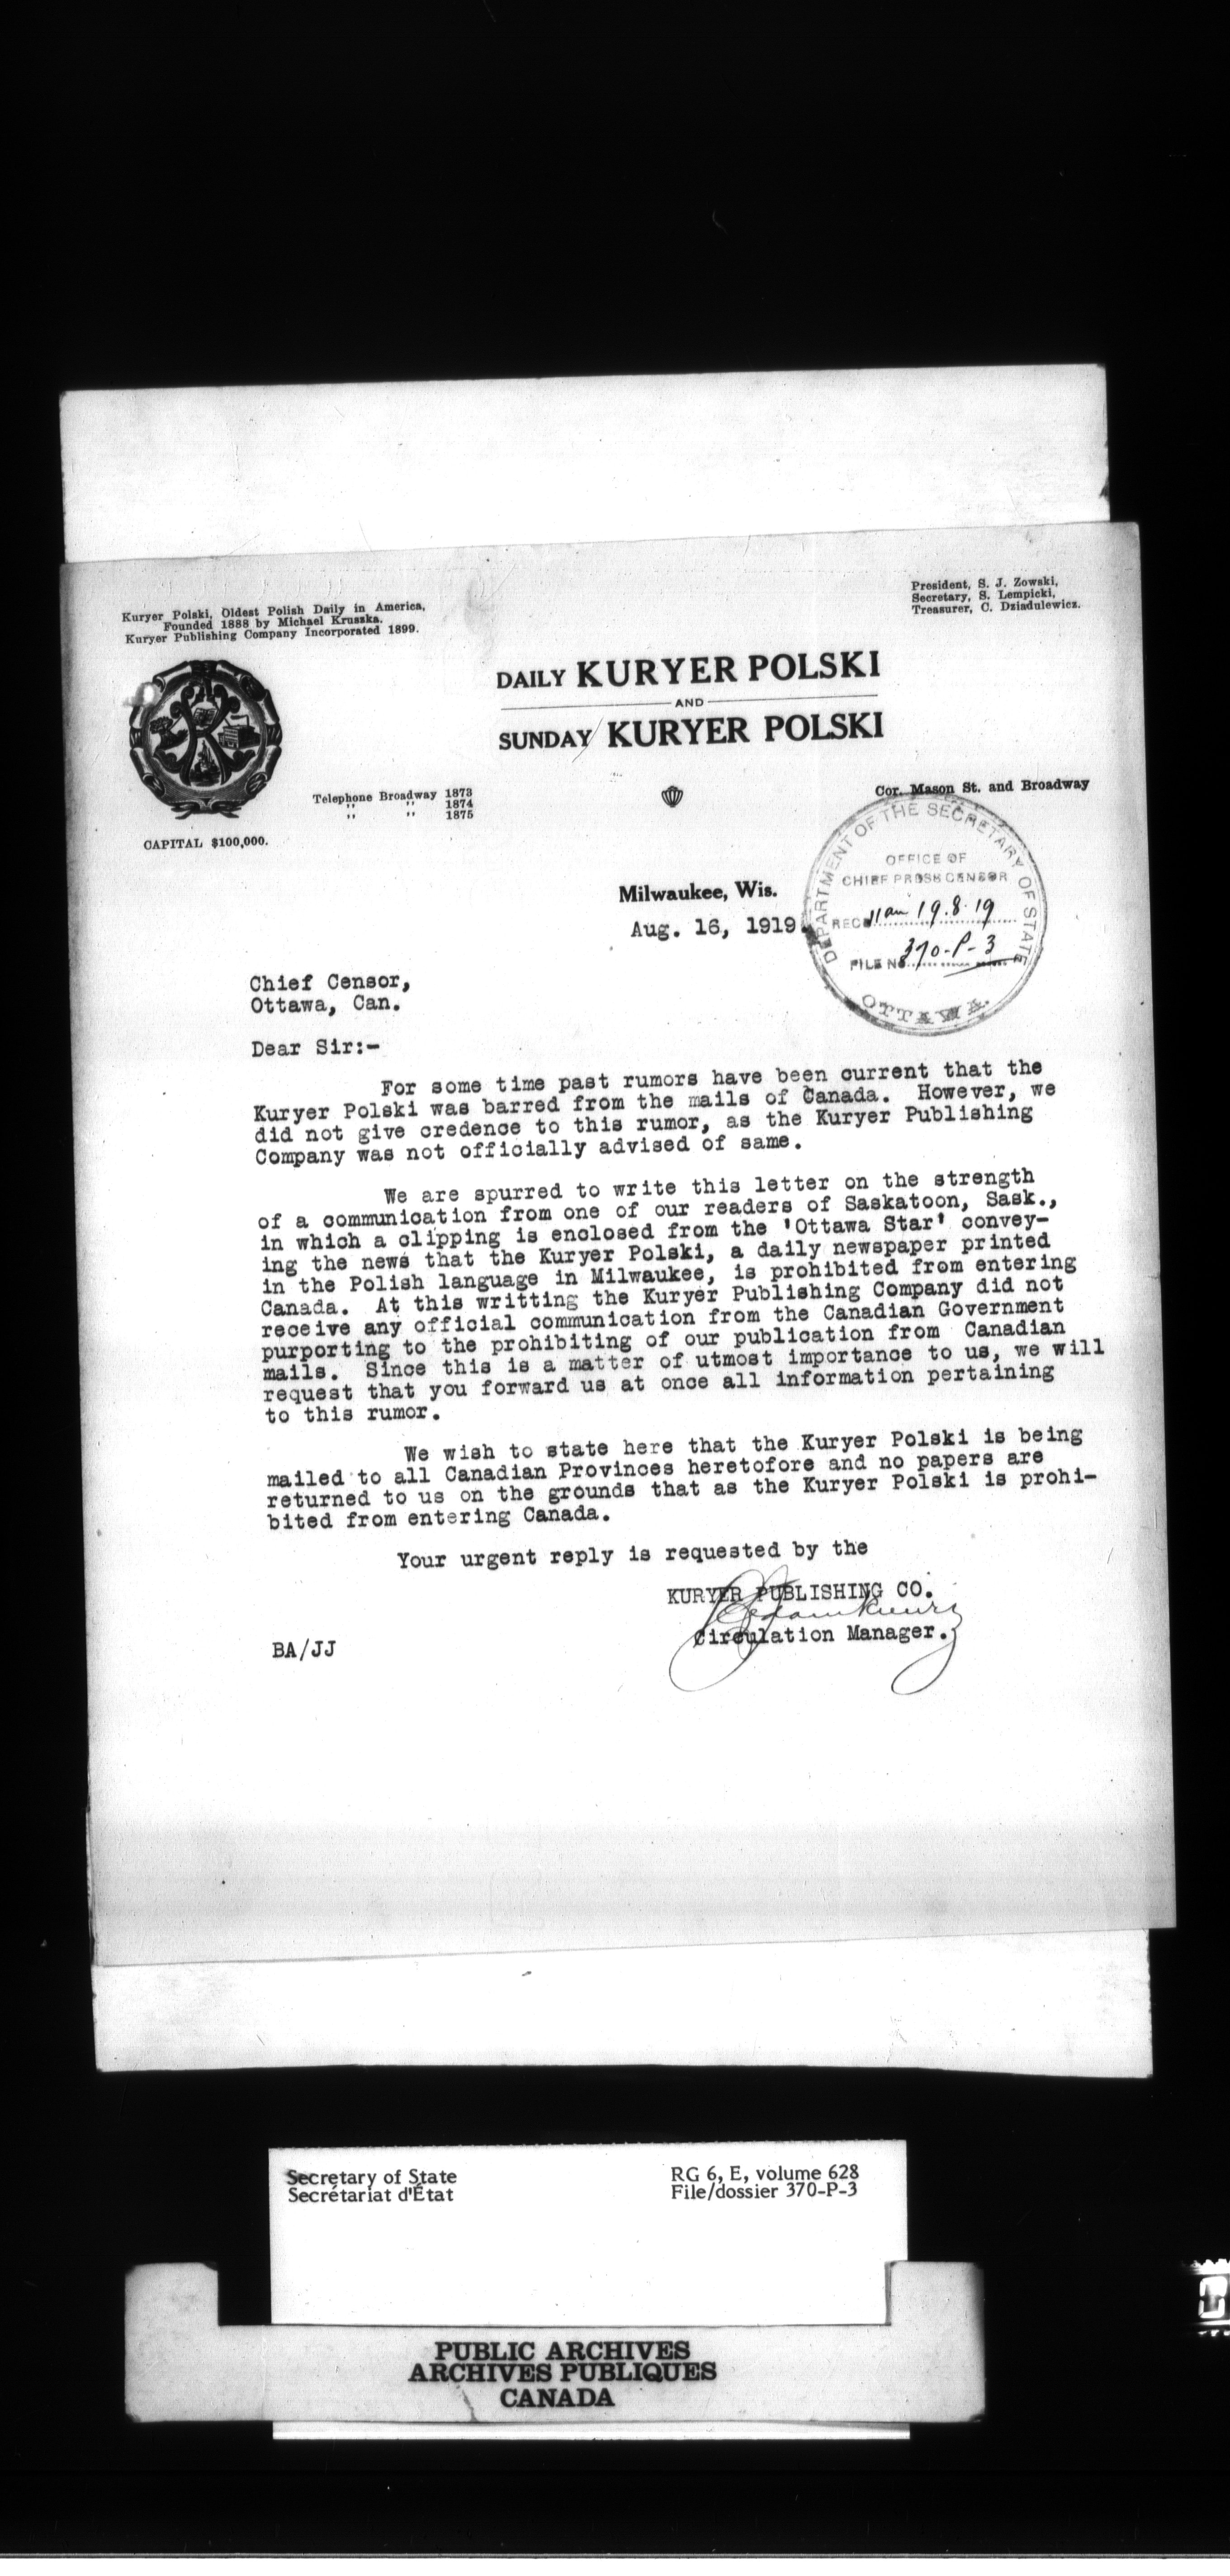 Kuryer Polski, Oldest Polish Daily in America,
Founded 1888 by Michael Kruszka.
Kuryer Publishing Company Incorporated 1899.
President, S. J. Zowski,
Secretary, S. Lempicki,
Treasurer, C. Dziadulewicz.
DAILY KURYER POLSKI
AND
SUNDAY KURYER POLSKI
Telephone Broadway 1873
" " 1874
" " 1875
Cor. Mason St. and Broadway
CAPITAL $100,000.
DEPARTMENT OF THE SECRETARY OF STATE
OFFICE OF
CHIEF PRESS CENSOR
REC'D 11am 19.8.19
FILE No. 370-P-3
OTTAWA.
Milwaukee, Wis.
Aug. 16, 1919.
Chief Censor,
Ottawa, Can.
Dear Sir:-
For some time past rumors have been current that the
Kuryer Polski was barred from the mails of Canada. However, we
did not give credence to this rumor, as the Kuryer Publishing
Company was not officially advised of same.
We are spurred to write this letter on the strength
of a communication from one of our readers of Saskatoon, Sask.,
in which a clipping is enclosed from the 'Ottawa Star' convey-
ing the news that the Kuryer Polski, a daily newspaper printed
in the Polish language in Milwaukee, is prohibited from entering
Canada. At this writting the Kuryer Publishing Company did not
receive any official communication from the Canadian Government
purporting to the prohibiting of our publication from Canadian
mails. Since this is a matter of utmost importance to us, we will
request that you forward us at once all information pertaining
to this rumor.
We wish to state here that the Kuryer Polski is being
mailed to all Canadian Provinces heretofore and no papers are
returned to us on the grounds that as the Kuryer Polski is prohi-
bited from entering Canada.
Your urgent reply is requested by the
KURYER PUBLISHING CO.
Circulation Manager.
BA/JJ
Secretary of State
Secrétariat d'État
RG 6, E, volume 628
File/dossier 370-P-3
PUBLIC ARCHIVES
ARCHIVES PUBLIQUES
CANADA